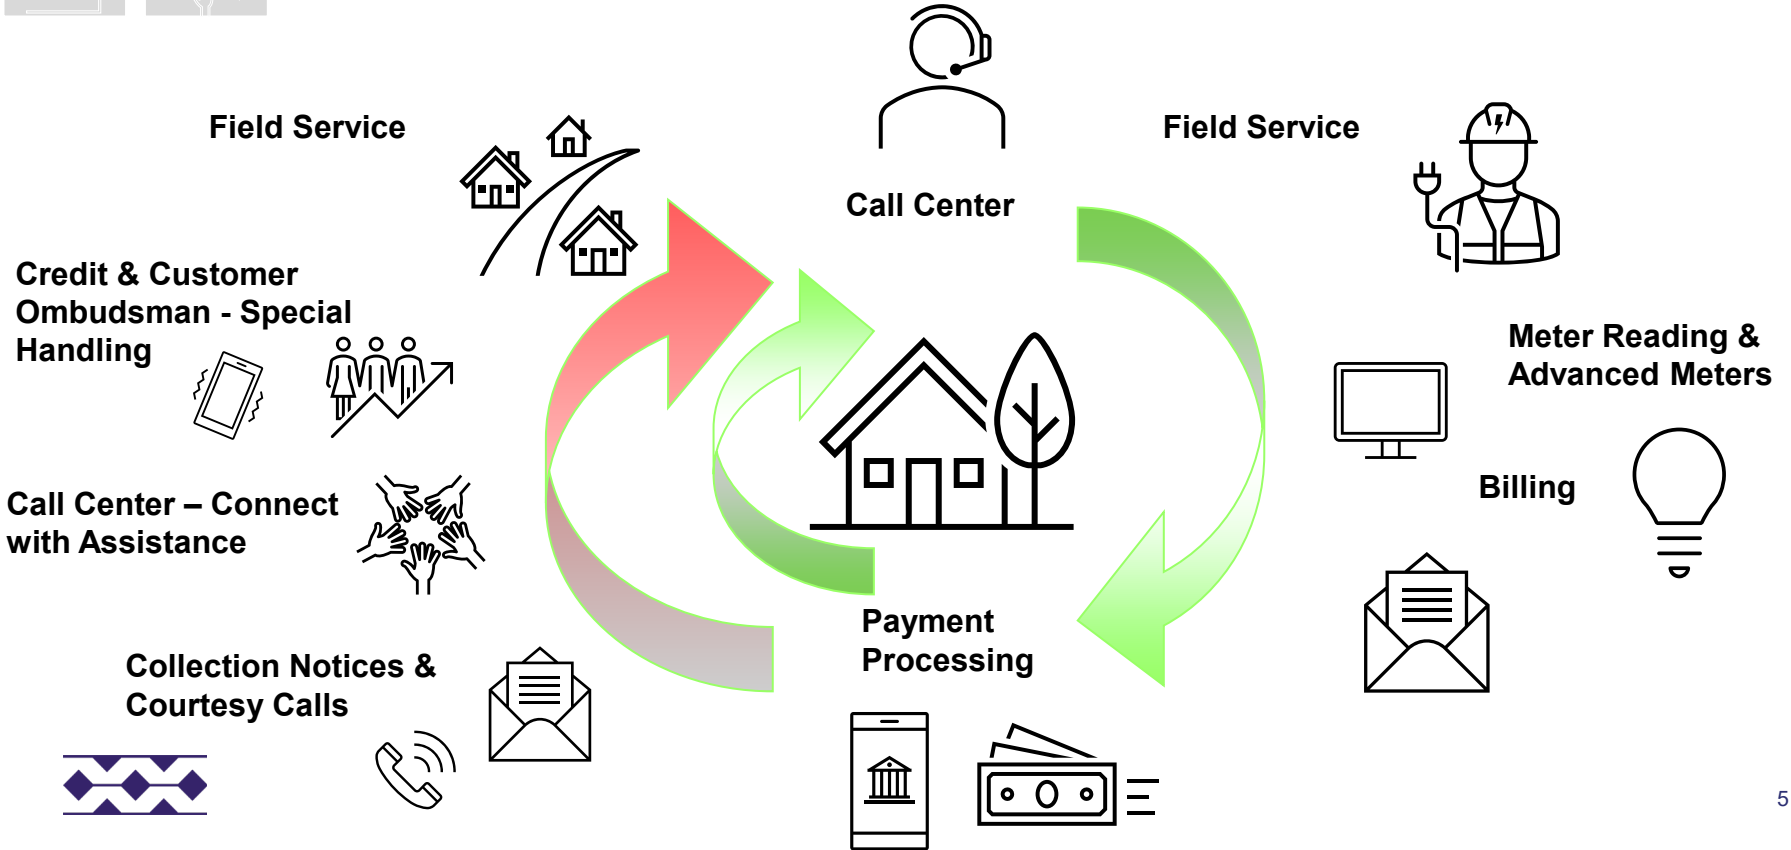 Field Service
Call Center
Field Service
Credit & Customer
Ombudsman - Special
Handling
Meter Reading &
Advanced Meters
Call Center – Connect
with Assistance
Billing
Payment
Processing
Collection Notices &
Courtesy Calls
5